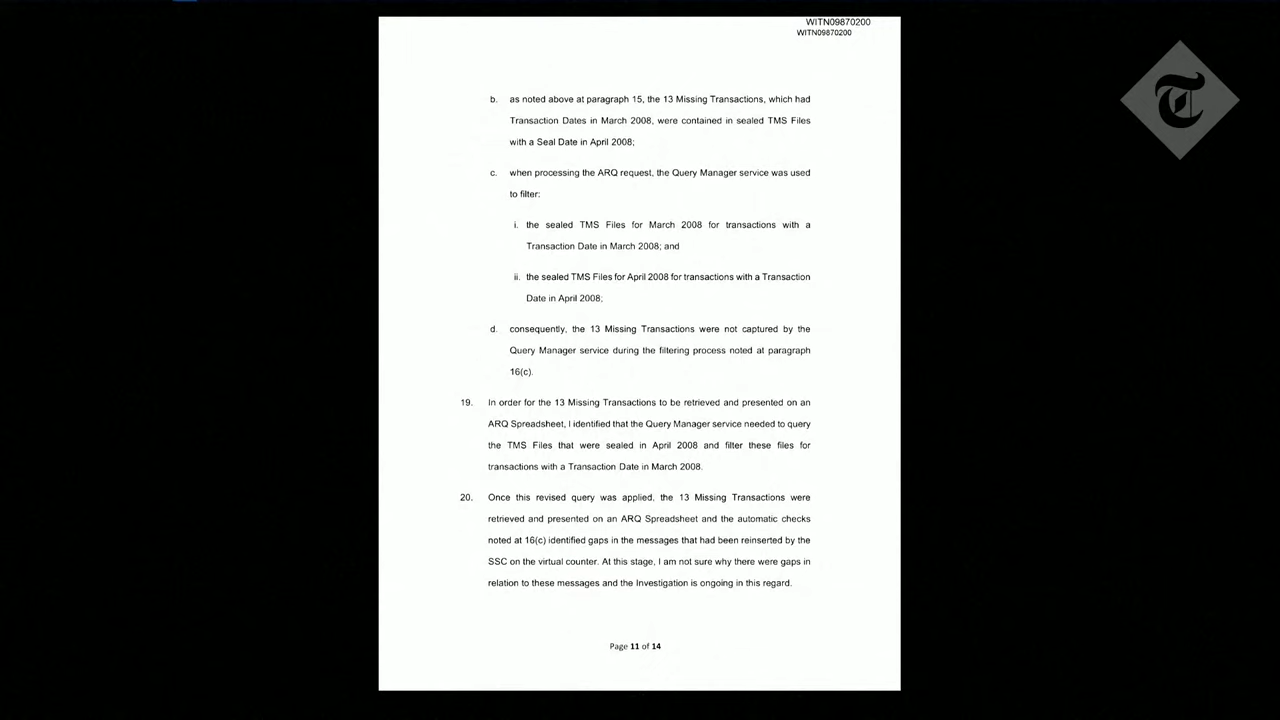 WITN09870200
WITN09870200
b. as noted above at paragraph 15, the 13 Missing Transactions, which had
Transaction Dates in March 2008, were contained in sealed TMS Files
with a Seal Date in April 2008;
c. when processing the ARQ request, the Query Manager service was used
to filter:
i. the sealed TMS Files for March 2008 for transactions with a
Transaction Date in March 2008; and
ii. the sealed TMS Files for April 2008 for transactions with a Transaction
Date in April 2008;
d. consequently, the 13 Missing Transactions were not captured by the
Query Manager service during the filtering process noted at paragraph
16(c).
19. In order for the 13 Missing Transactions to be retrieved and presented on an
ARQ Spreadsheet, I identified that the Query Manager service needed to query
the TMS Files that were sealed in April 2008 and filter these files for
transactions with a Transaction Date in March 2008.
20. Once this revised query was applied, the 13 Missing Transactions were
retrieved and presented on an ARQ Spreadsheet and the automatic checks
noted at 16(c) identified gaps in the messages that had been reinserted by the
SSC on the virtual counter. At this stage, I am not sure why there were gaps in
relation to these messages and the Investigation is ongoing in this regard.
Page 11 of 14
T